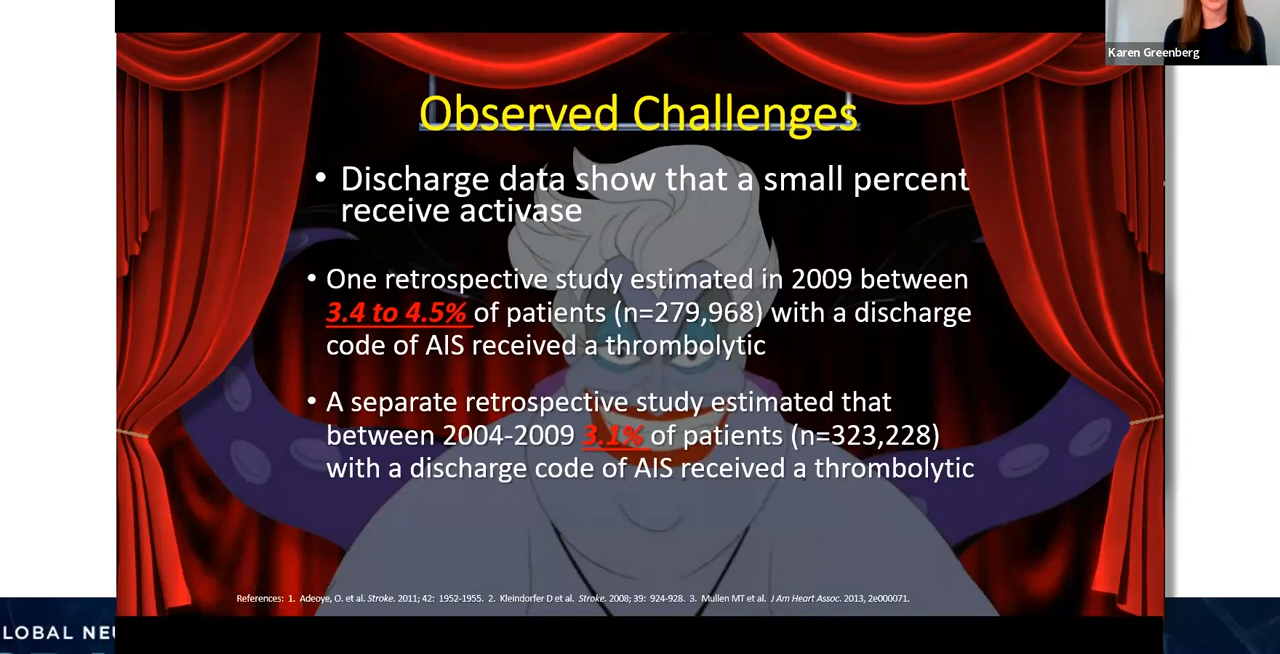 Karen Greenberg
Observed Challenges
• Discharge data show that a small percent
receive activase
• One retrospective study estimated in 2009 between
3.4 to 4.5% of patients (n=279,968) with a discharge
code of AIS received a thrombolytic
• A separate retrospective study estimated that
between 2004-2009 3.1% of patients (n=323,228)
with a discharge code of AIS received a thrombolytic
References: 1. Adeoye, O. et al. Stroke. 2011; 42: 1952-1955. 2. Kleindorfer D et al. Stroke. 2008; 39: 924-928. 3. Mullen MT et al. J Am Heart Assoc. 2013, 2e000071.
LOBAL NEU